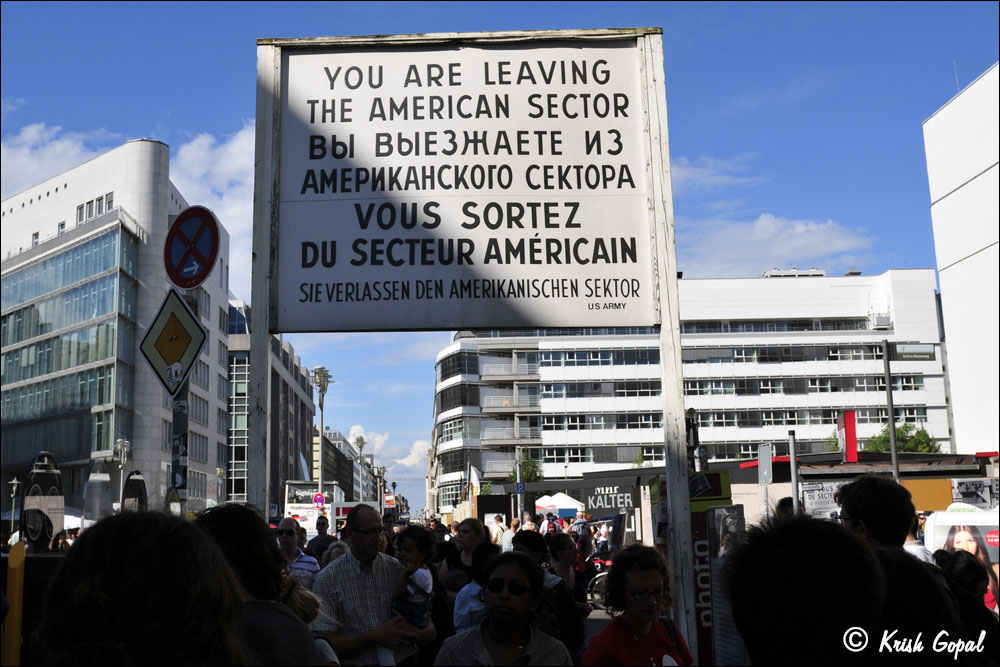 YOU ARE LEAVING
THE AMERICAN SECTOR
ВЫ ВЫЕЗЖАЕТЕ ИЗ
АМЕРИКАНСКОГО СЕКТОРА
VOUS SORTEZ
DU SECTEUR AMÉRICAIN
SIE VERLASSEN DEN AMERIKANISCHEN SEKTOR
US ARMY
KALTER
photo
© Krish Gopal